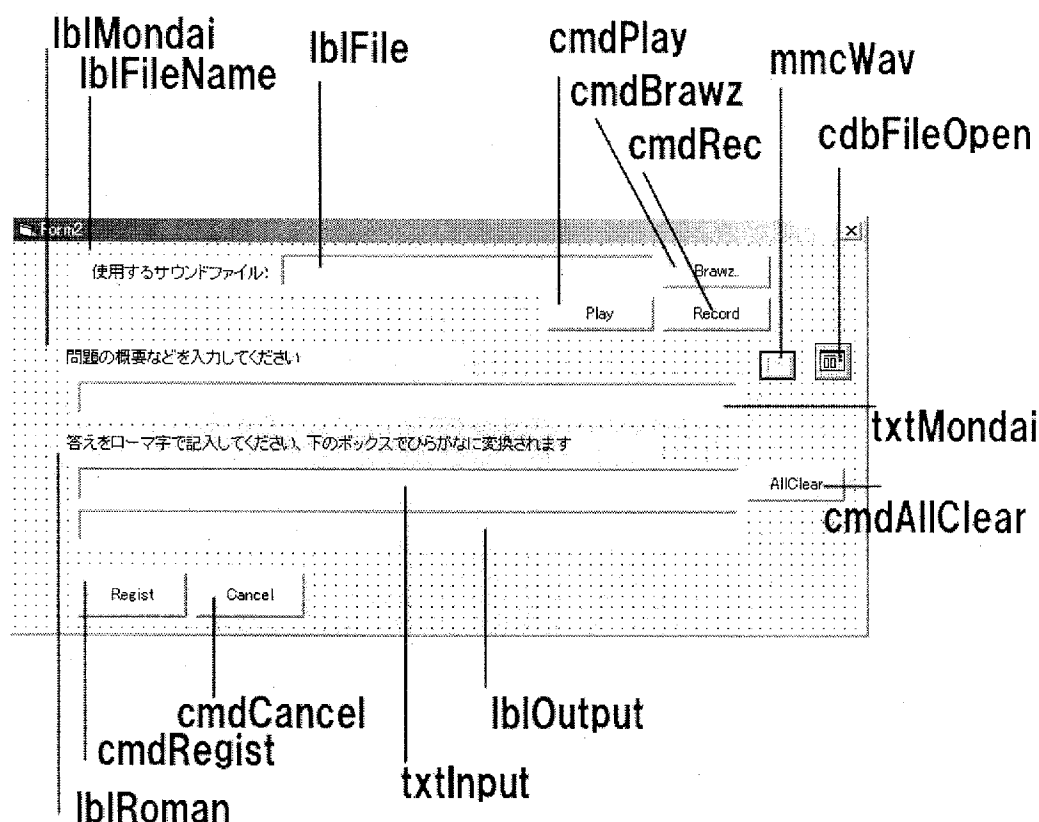 lblMondai
lblFileName
lblFile
cmdPlay
cmdBrawz
cmdRec
mmcWav
cdbFileOpen
Form2
使用するサウンドファイル:
Brawz..
Play
Record
問題の概要などを入力してください
txtMondai
答えをローマ字で記入してください、下のボックスでひらがなに変換されます
AllClear
cmdAllClear
Regist
Cancel
cmdCancel
lblOutput
cmdRegist
txtInput
lblRoman